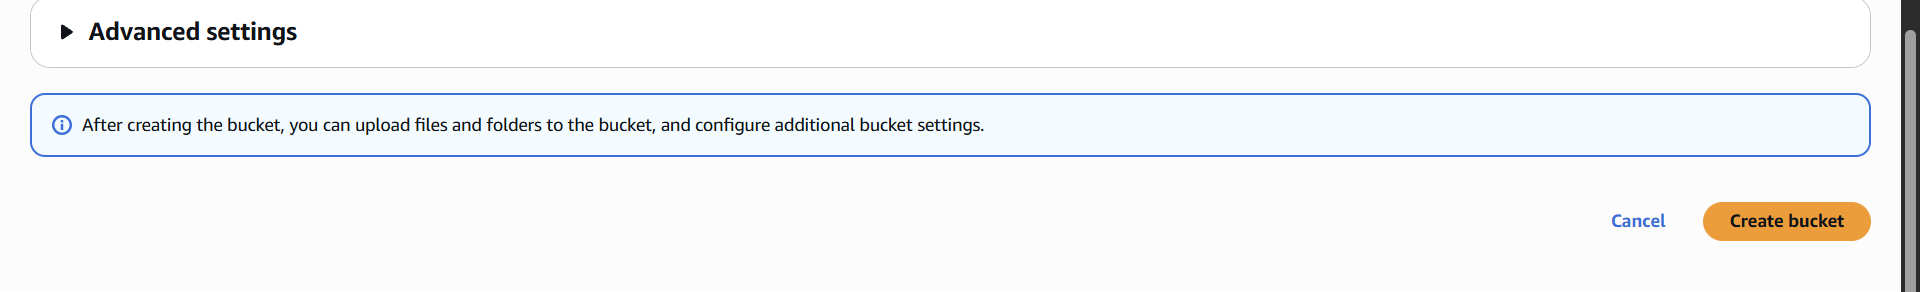 Advanced settings
After creating the bucket, you can upload files and folders to the bucket, and configure additional bucket settings.
Cancel
Create bucket